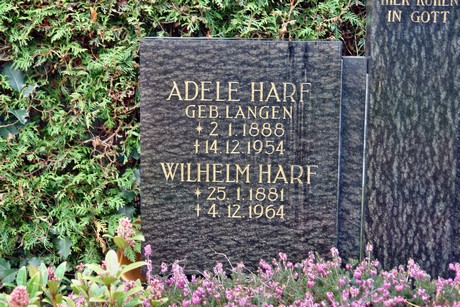 HIER RUHEN
IN GOTT
ADELE HARF
GEB. LANGEN
* 2. 1. 1888
+ 14. 12. 1954
WILHELM HARF
* 25. 1. 1881
+ 4. 12. 1964